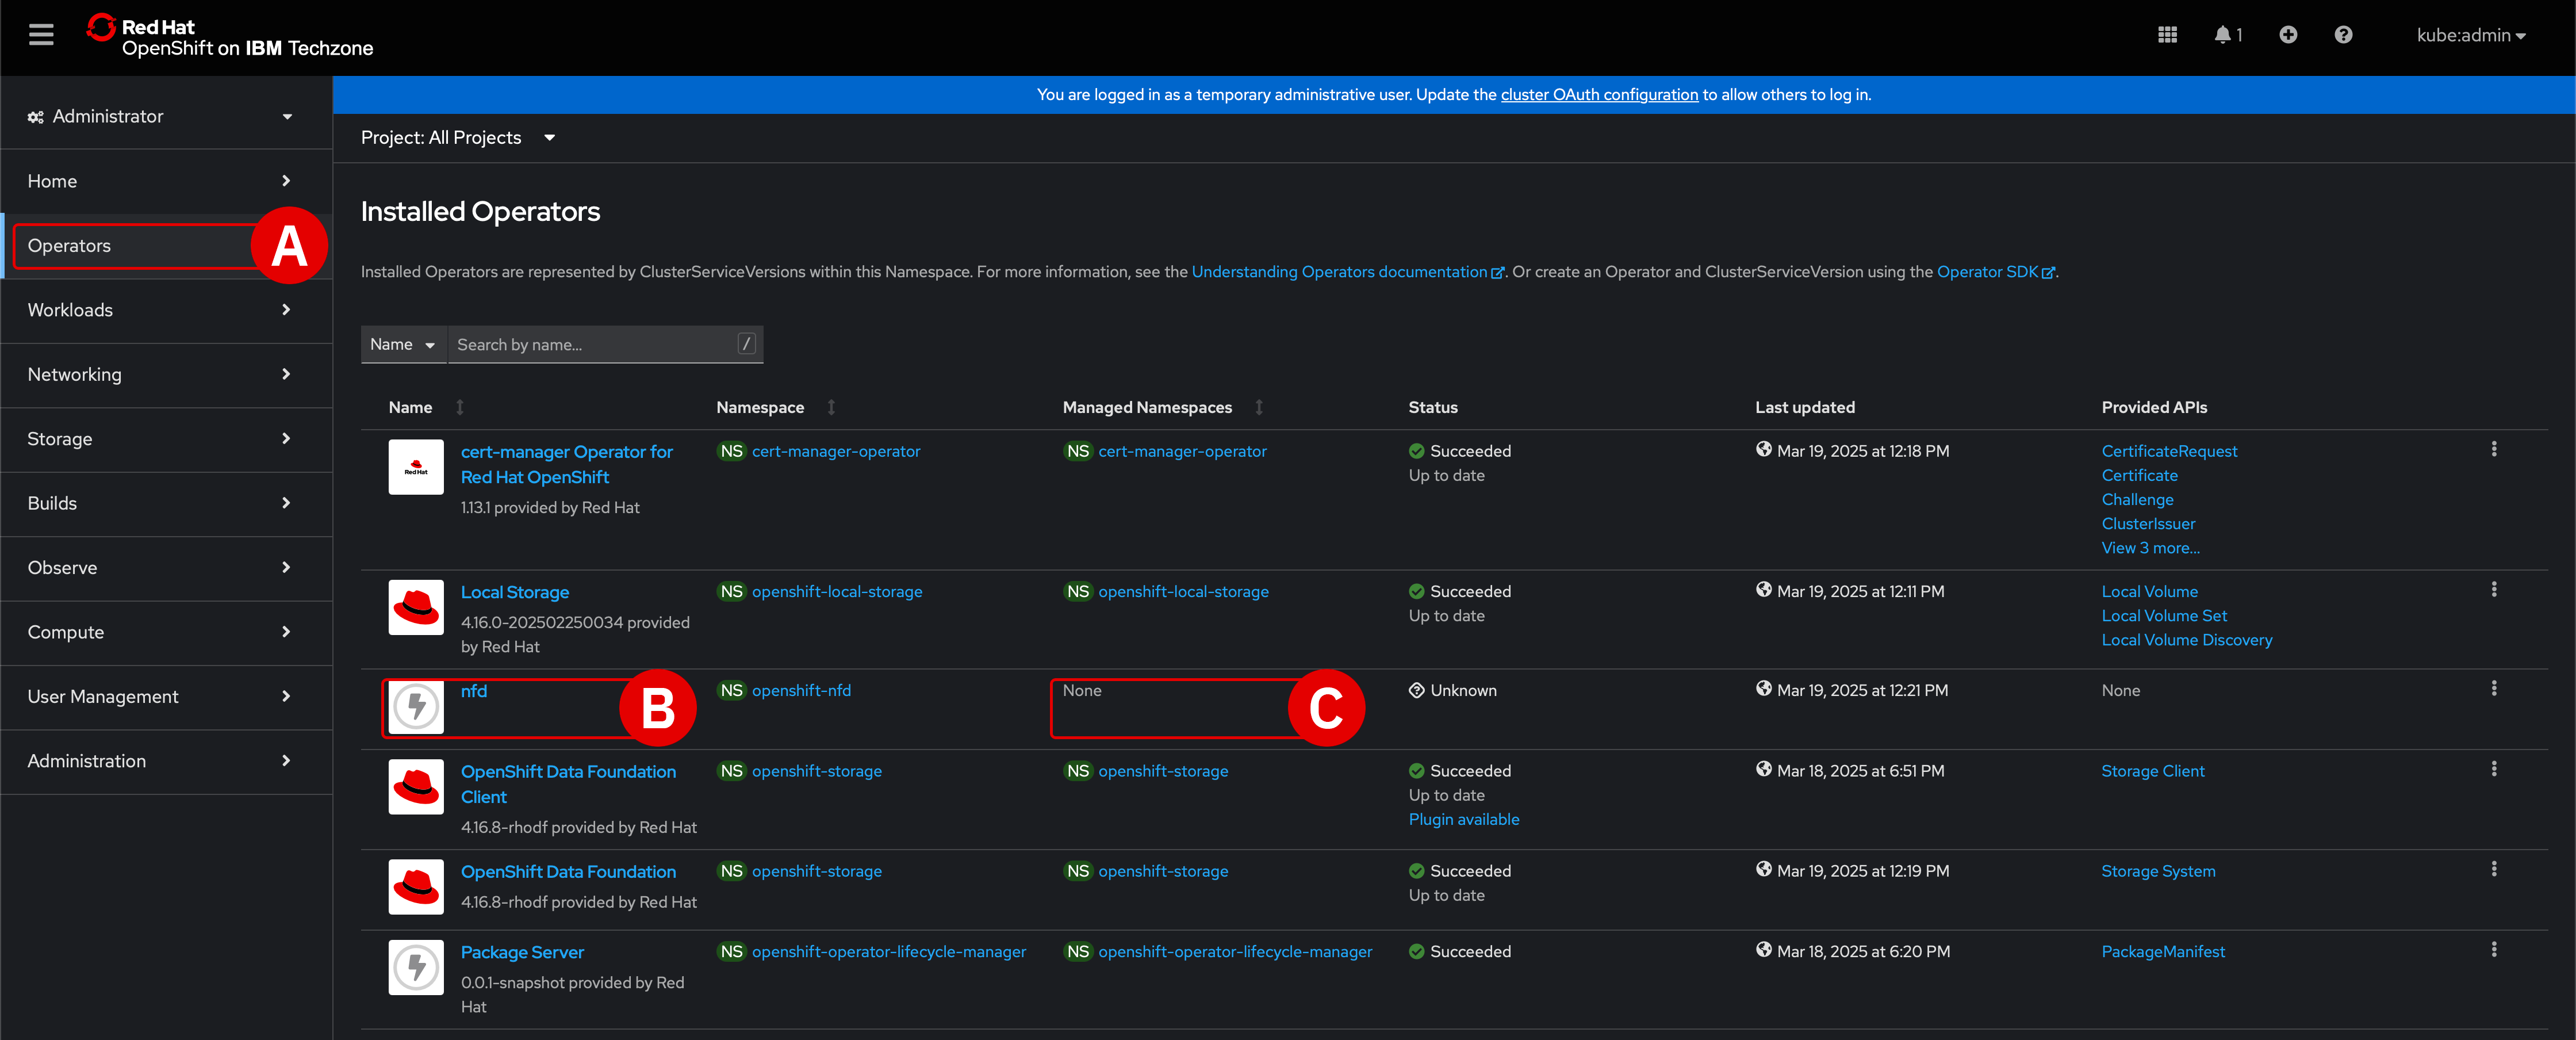 Red Hat
OpenShift on IBM Techzone
1
kube:admin
You are logged in as a temporary administrative user. Update the cluster OAuth configuration to allow others to log in.
Administrator
Home
Operators
A
Workloads
Networking
Storage
Builds
Observe
Compute
User Management
Administration
Project: All Projects
Installed Operators
Installed Operators are represented by ClusterServiceVersions within this Namespace. For more information, see the Understanding Operators documentation. Or create an Operator and ClusterServiceVersion using the Operator SDK.
Name Search by name... /
Name Namespace Managed Namespaces Status Last updated Provided APIs
Red Hat
cert-manager Operator for
Red Hat OpenShift
1.13.1 provided by Red Hat
NS cert-manager-operator
NS cert-manager-operator
Succeeded
Up to date
Mar 19, 2025 at 12:18 PM
CertificateRequest
Certificate
Challenge
ClusterIssuer
View 3 more...
Local Storage
4.16.0-202502250034 provided
by Red Hat
NS openshift-local-storage
NS openshift-local-storage
Succeeded
Up to date
Mar 19, 2025 at 12:11 PM
Local Volume
Local Volume Set
Local Volume Discovery
nfd
B
NS openshift-nfd
None
C
Unknown
Mar 19, 2025 at 12:21 PM
None
OpenShift Data Foundation
Client
4.16.8-rhodf provided by Red Hat
NS openshift-storage
NS openshift-storage
Succeeded
Up to date
Plugin available
Mar 18, 2025 at 6:51 PM
Storage Client
OpenShift Data Foundation
4.16.8-rhodf provided by Red Hat
NS openshift-storage
NS openshift-storage
Succeeded
Up to date
Mar 19, 2025 at 12:19 PM
Storage System
Package Server
0.0.1-snapshot provided by Red
Hat
NS openshift-operator-lifecycle-manager
NS openshift-operator-lifecycle-manager
Succeeded
Mar 18, 2025 at 6:20 PM
PackageManifest